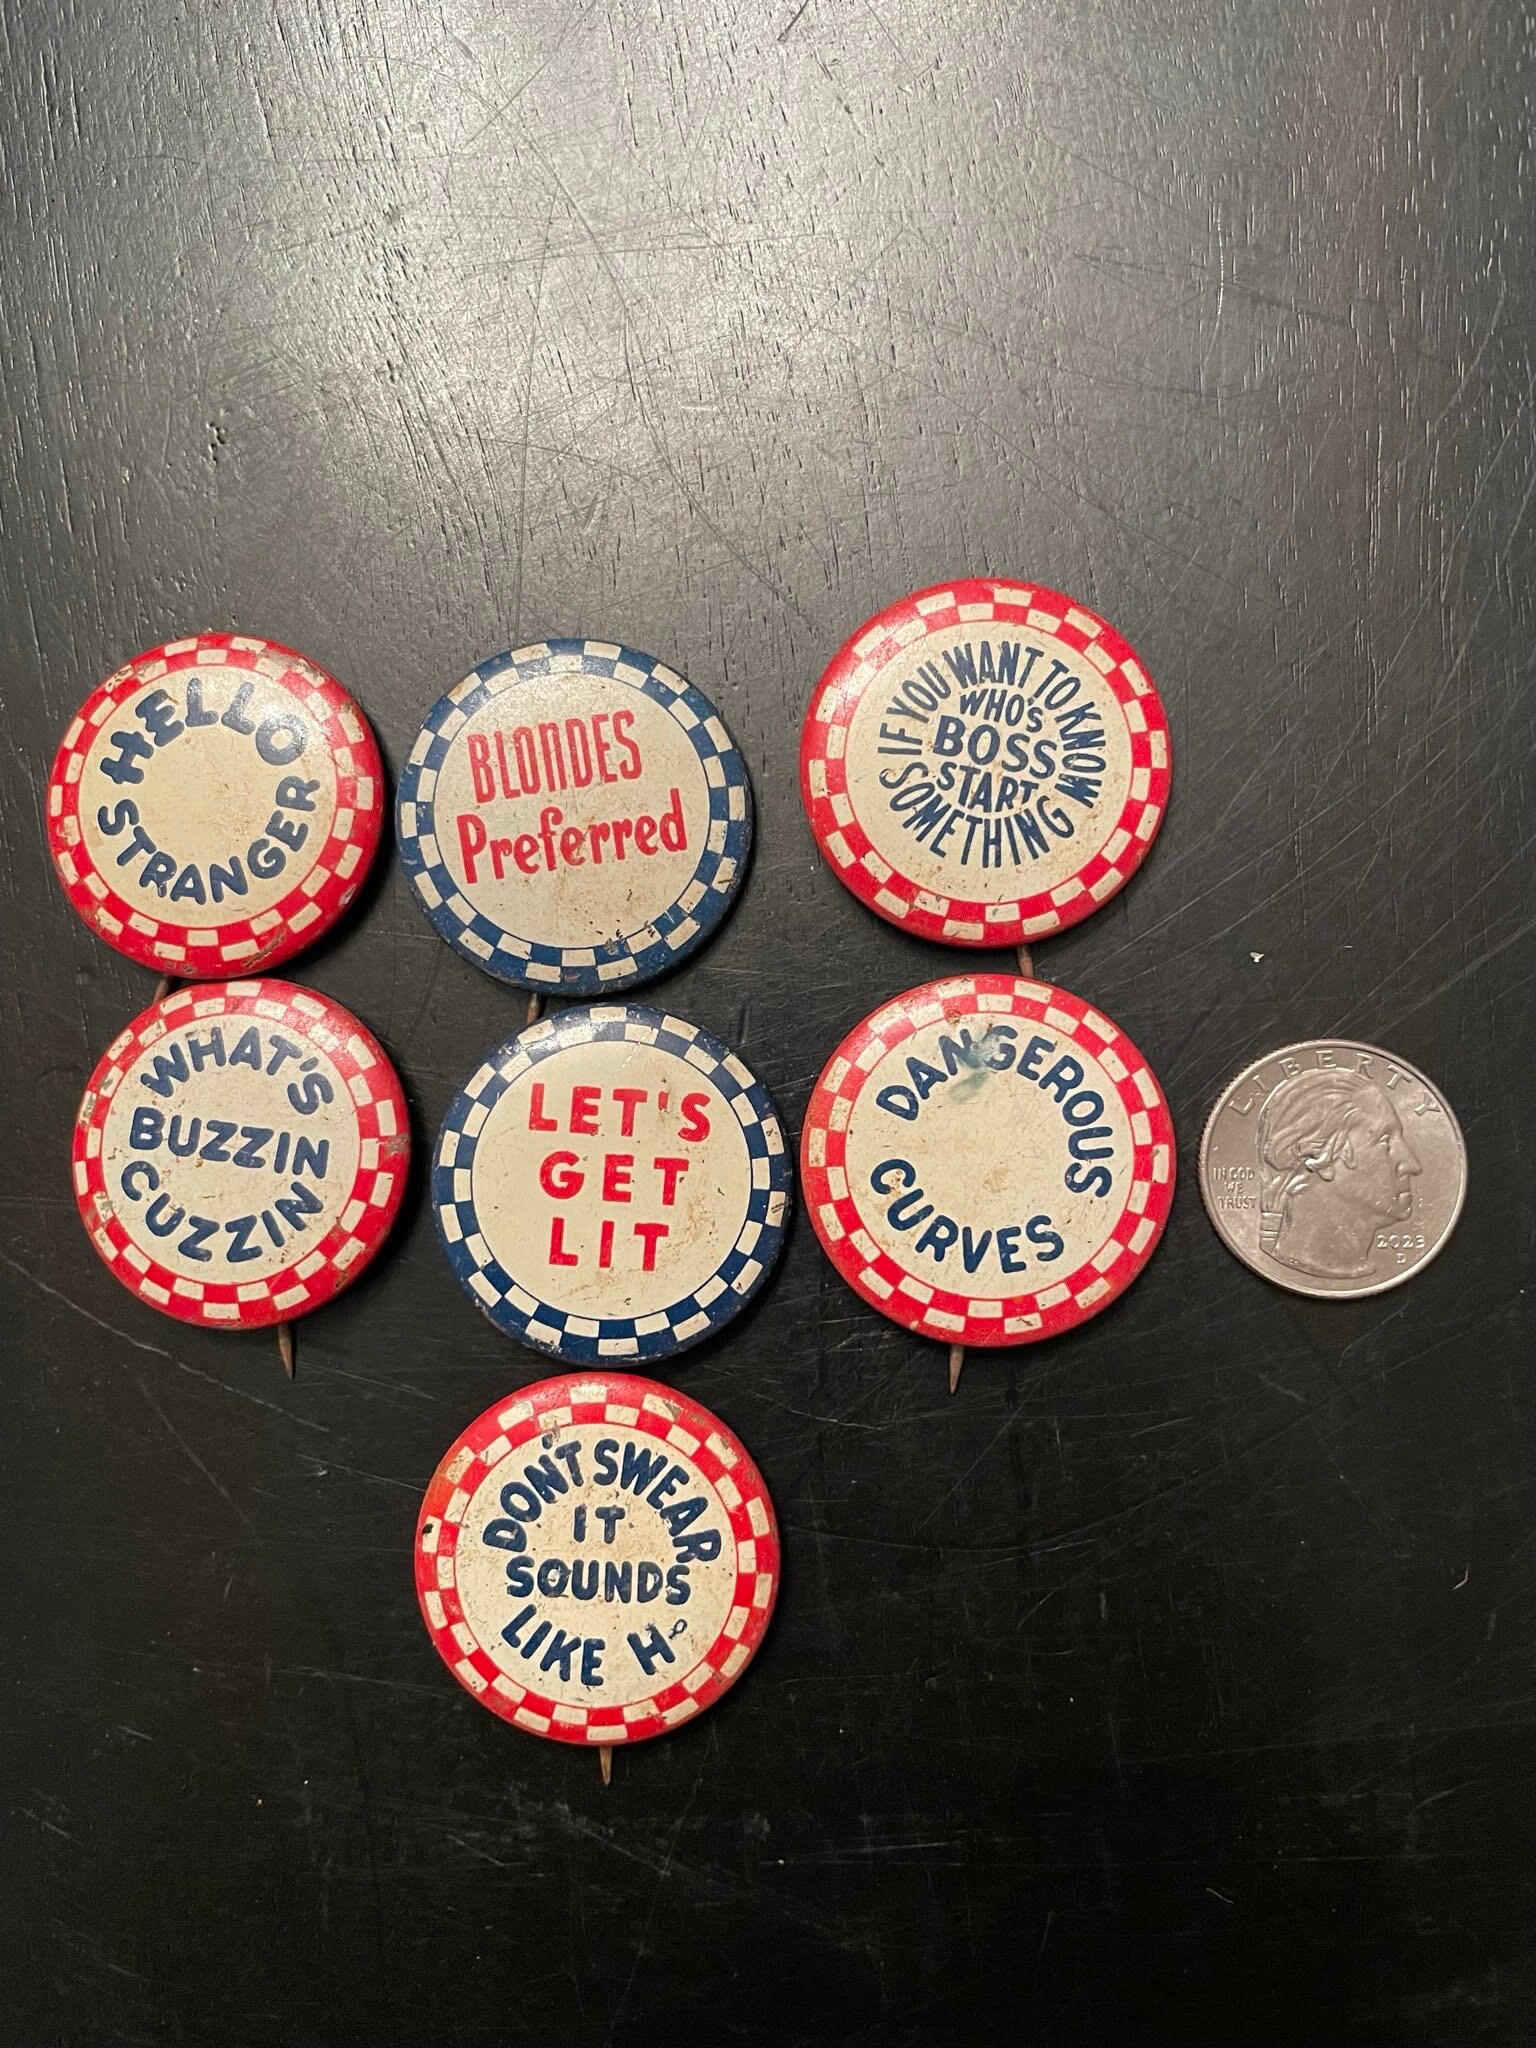 HELLO
STRANGER
BLONDES
Preferred
IF YOU WANT TO KNOW
WHO'S
BOSS
START
SOMETHING
WHAT'S
BUZZIN
CUZZIN
LET'S
GET
LIT
DANGEROUS
CURVES
LIBERTY
IN GOD
WE
TRUST
2023
D
DON'T SWEAR
IT
SOUNDS
LIKE H